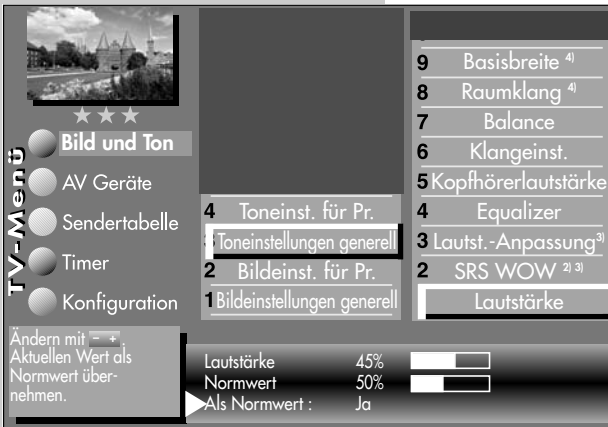 TV-Menü
Bild und Ton
AV Geräte
Sendertabelle
Timer
Konfiguration
4 Toneinst. für Pr.
3 Toneinstellungen generell
2 Bildeinst. für Pr.
1 Bildeinstellungen generell
9 Basisbreite 4)
8 Raumklang 4)
7 Balance
6 Klangeinst.
5 Kopfhörerlautstärke
4 Equalizer
3 Lautst.-Anpassung 3)
2 SRS WOW 2) 3)
Lautstärke
Ändern mit - + .
Aktuellen Wert als
Normwert über-
nehmen.
Lautstärke 45%
Normwert 50%
Als Normwert : Ja